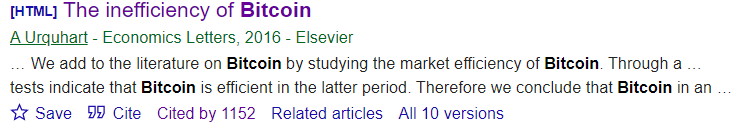 [HTML] The inefficiency of Bitcoin
A Urquhart - Economics Letters, 2016 - Elsevier
… We add to the literature on Bitcoin by studying the market efficiency of Bitcoin. Through a …
tests indicate that Bitcoin is efficient in the latter period. Therefore we conclude that Bitcoin in an …
Save Cite Cited by 1152 Related articles All 10 versions